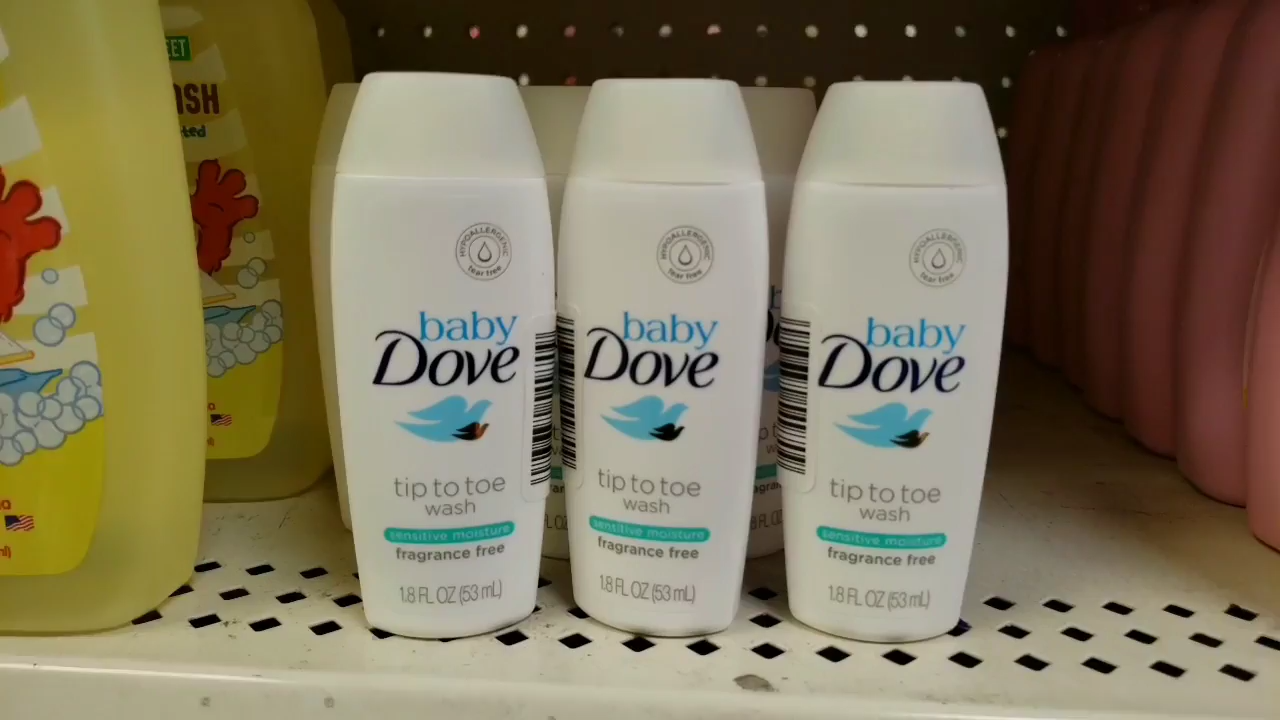 EET
ASH
ted
HYPOALLERGENIC
tear free
baby
Dove
tip to toe
wash
sensitive moisture
fragrance free
1.8 FL OZ (53 mL)
HYPOALLERGENIC
tear free
baby
Dove
tip to toe
wash
sensitive moisture
fragrance free
1.8 FL OZ (53 mL)
HYPOALLERGENIC
tear free
baby
Dove
tip to toe
wash
sensitive moisture
fragrance free
1.8 FL OZ (53 mL)